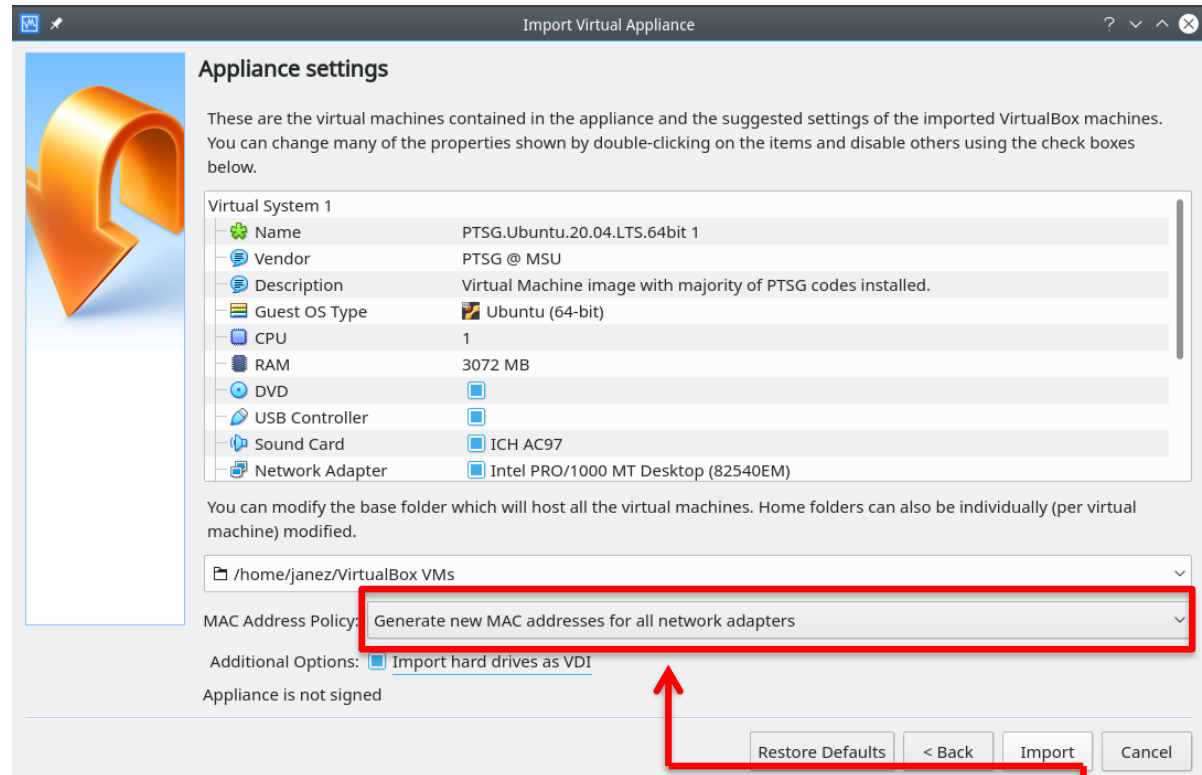 Import Virtual Appliance
Appliance settings
These are the virtual machines contained in the appliance and the suggested settings of the imported VirtualBox machines.
You can change many of the properties shown by double-clicking on the items and disable others using the check boxes
below.
Virtual System 1
Name PTSG.Ubuntu.20.04.LTS.64bit 1
Vendor PTSG @ MSU
Description Virtual Machine image with majority of PTSG codes installed.
Guest OS Type Ubuntu (64-bit)
CPU 1
RAM 3072 MB
DVD
USB Controller
Sound Card ICH AC97
Network Adapter Intel PRO/1000 MT Desktop (82540EM)
You can modify the base folder which will host all the virtual machines. Home folders can also be individually (per virtual
machine) modified.
/home/janez/VirtualBox VMs
MAC Address Policy: Generate new MAC addresses for all network adapters
Additional Options: Import hard drives as VDI
Appliance is not signed
Restore Defaults < Back Import Cancel